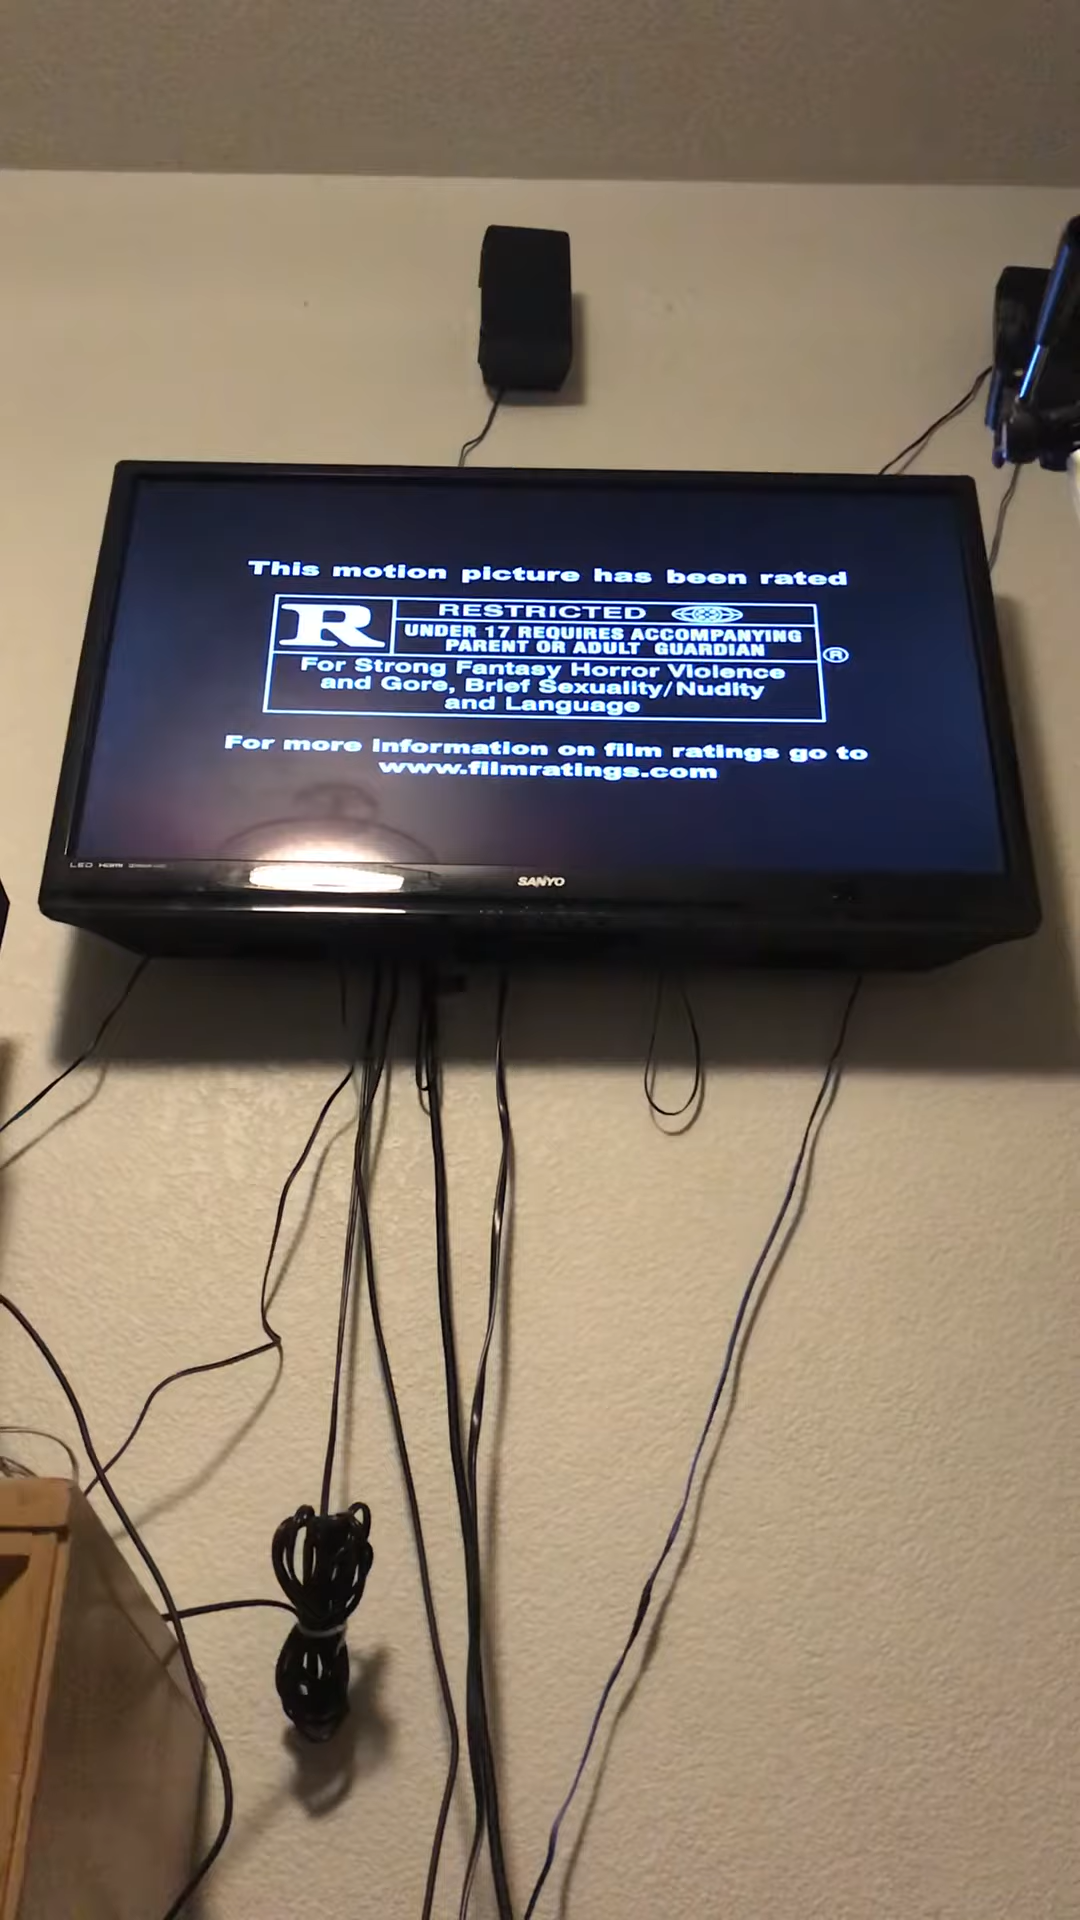 This motion picture has been rated
R
RESTRICTED
UNDER 17 REQUIRES ACCOMPANYING
PARENT OR ADULT GUARDIAN
®
For Strong Fantasy Horror Violence
and Gore, Brief Sexuality/Nudity
and Language
For more information on film ratings go to
www.filmratings.com
LED HDMI
SANYO